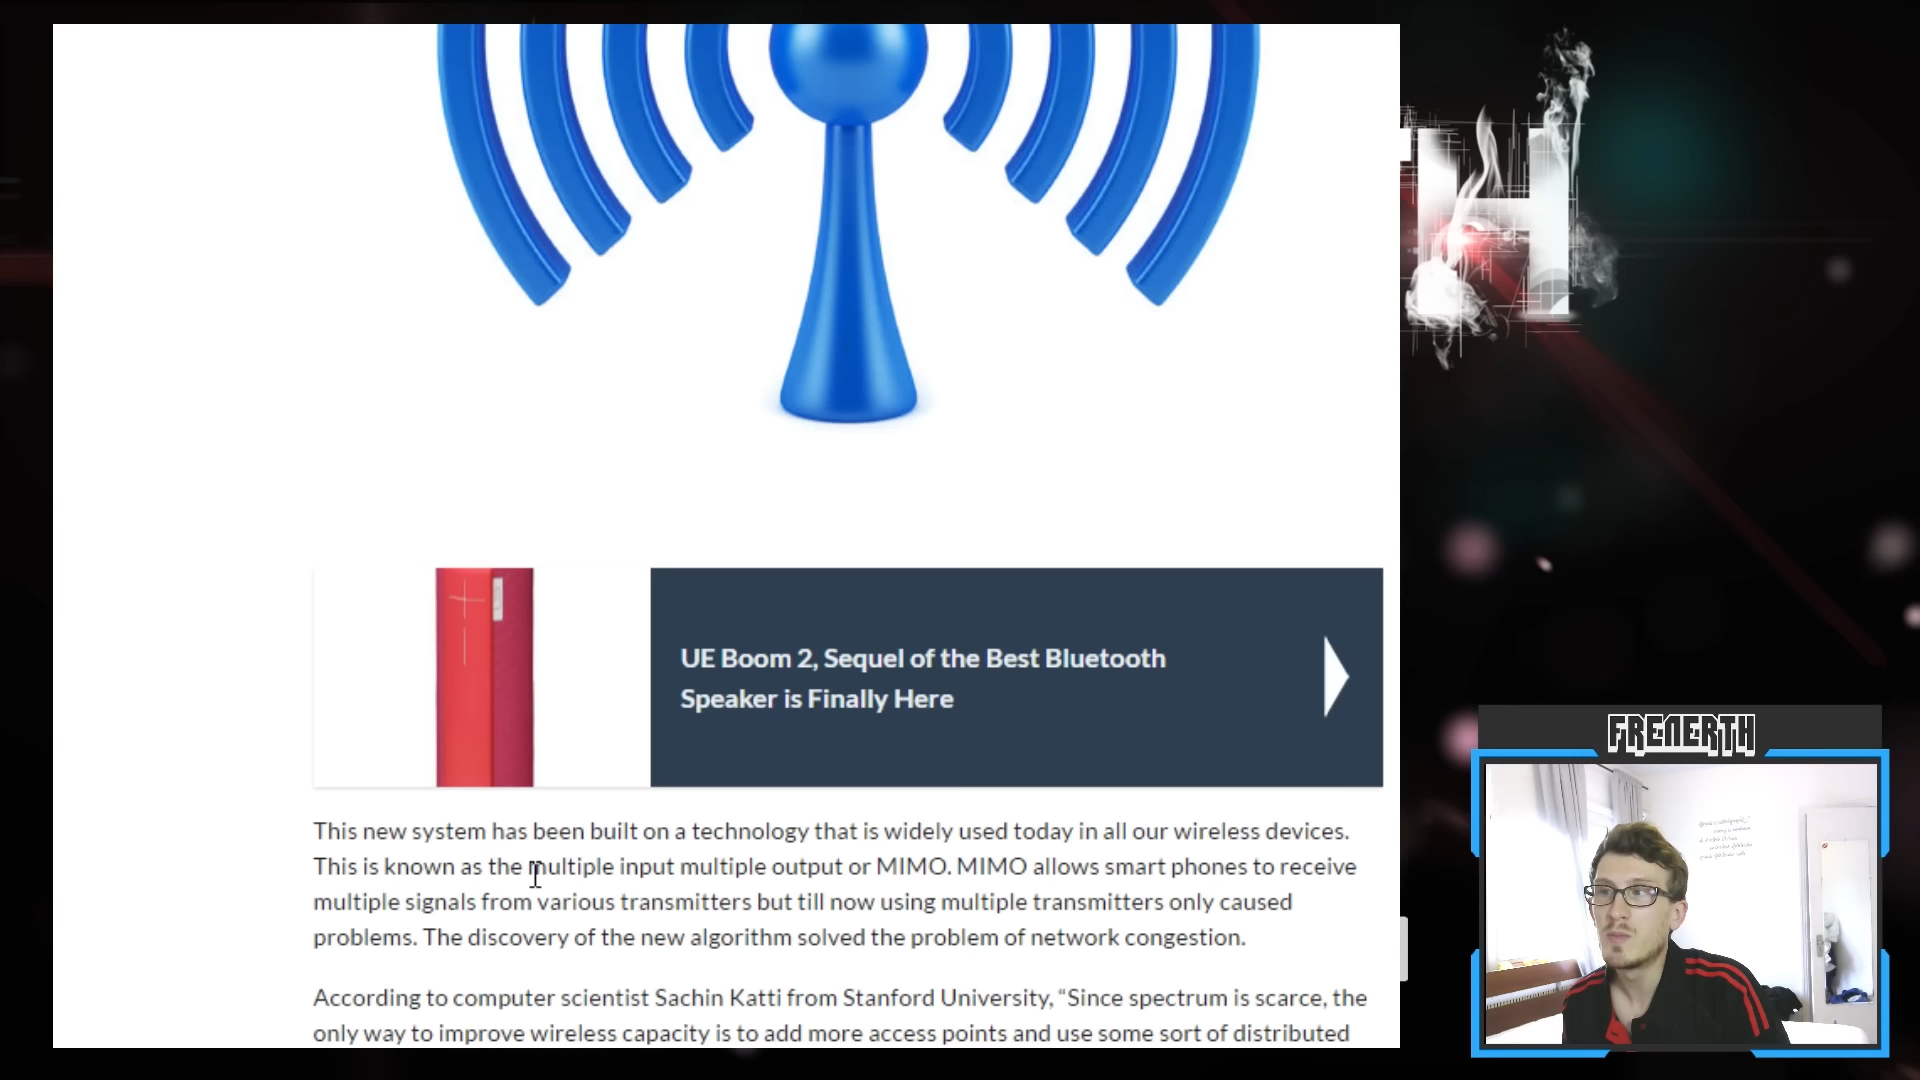 UE Boom 2, Sequel of the Best Bluetooth
Speaker is Finally Here
This new system has been built on a technology that is widely used today in all our wireless devices.
This is known as the multiple input multiple output or MIMO. MIMO allows smart phones to receive
multiple signals from various transmitters but till now using multiple transmitters only caused
problems. The discovery of the new algorithm solved the problem of network congestion.
According to computer scientist Sachin Katti from Stanford University, “Since spectrum is scarce, the
only way to improve wireless capacity is to add more access points and use some sort of distributed
H
FRENERTH